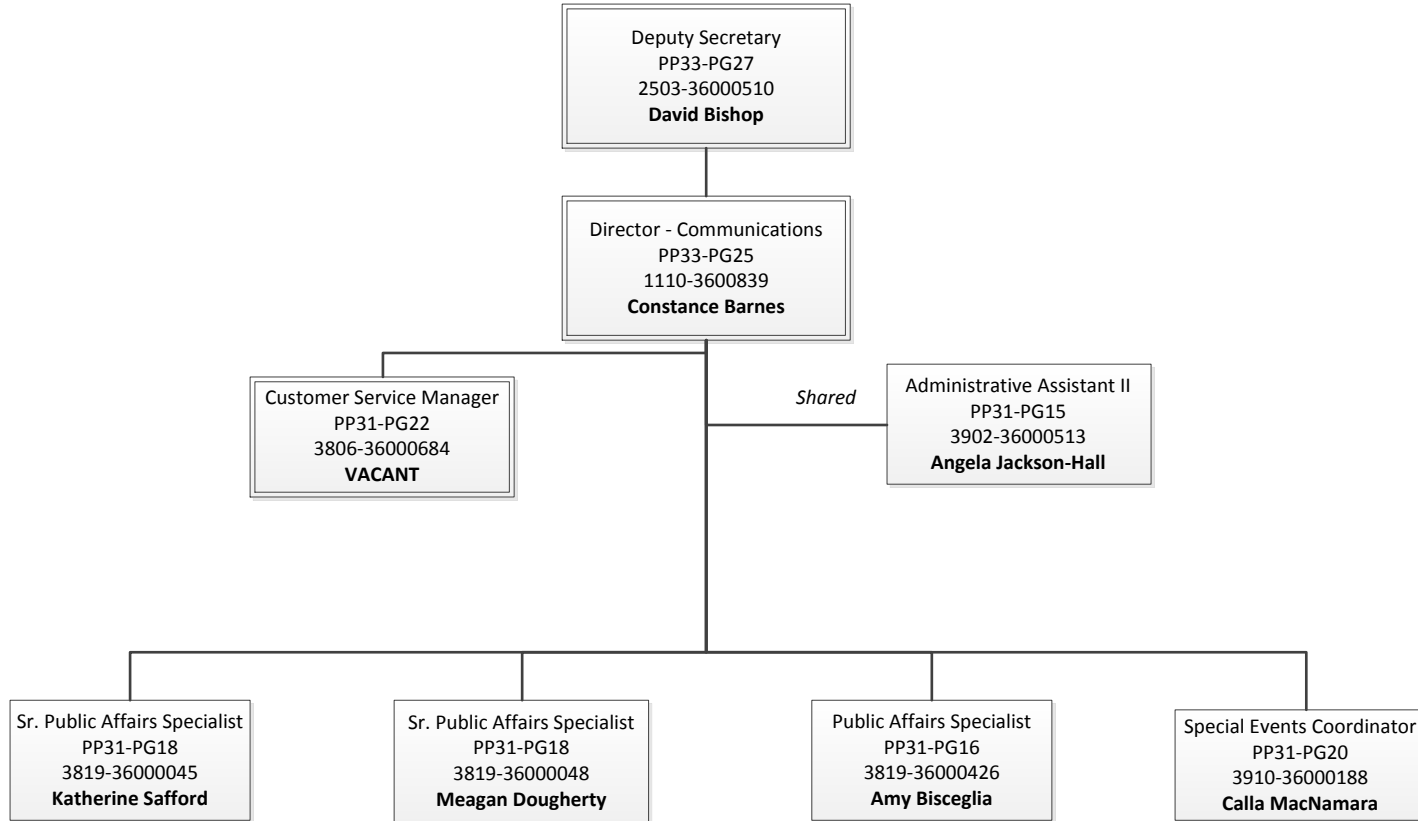 Deputy Secretary
PP33-PG27
2503-36000510
David Bishop
Director - Communications
PP33-PG25
1110-3600839
Constance Barnes
Customer Service Manager
PP31-PG22
3806-36000684
VACANT
Shared
Administrative Assistant II
PP31-PG15
3902-36000513
Angela Jackson-Hall
Sr. Public Affairs Specialist
PP31-PG18
3819-36000045
Katherine Safford
Sr. Public Affairs Specialist
PP31-PG18
3819-36000048
Meagan Dougherty
Public Affairs Specialist
PP31-PG16
3819-36000426
Amy Bisceglia
Special Events Coordinator
PP31-PG20
3910-36000188
Calla MacNamara